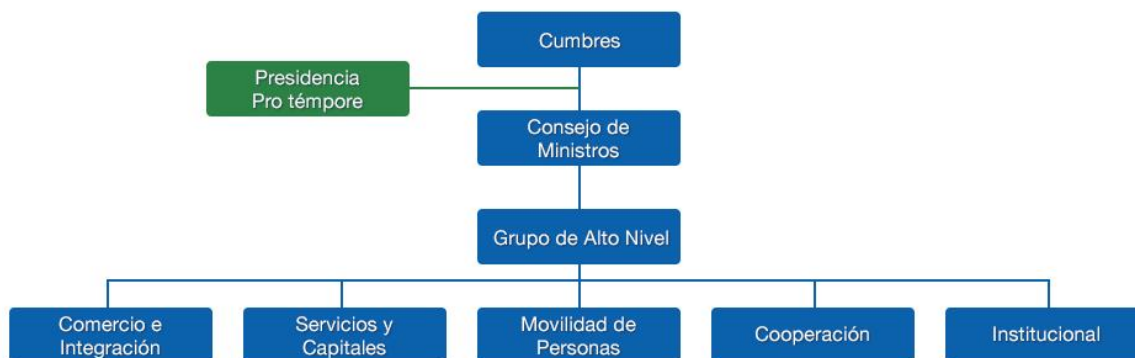 Cumbres
Presidencia
Pro témpore
Consejo de
Ministros
Grupo de Alto Nivel
Comercio e
Integración
Servicios y
Capitales
Movilidad de
Personas
Cooperación
Institucional